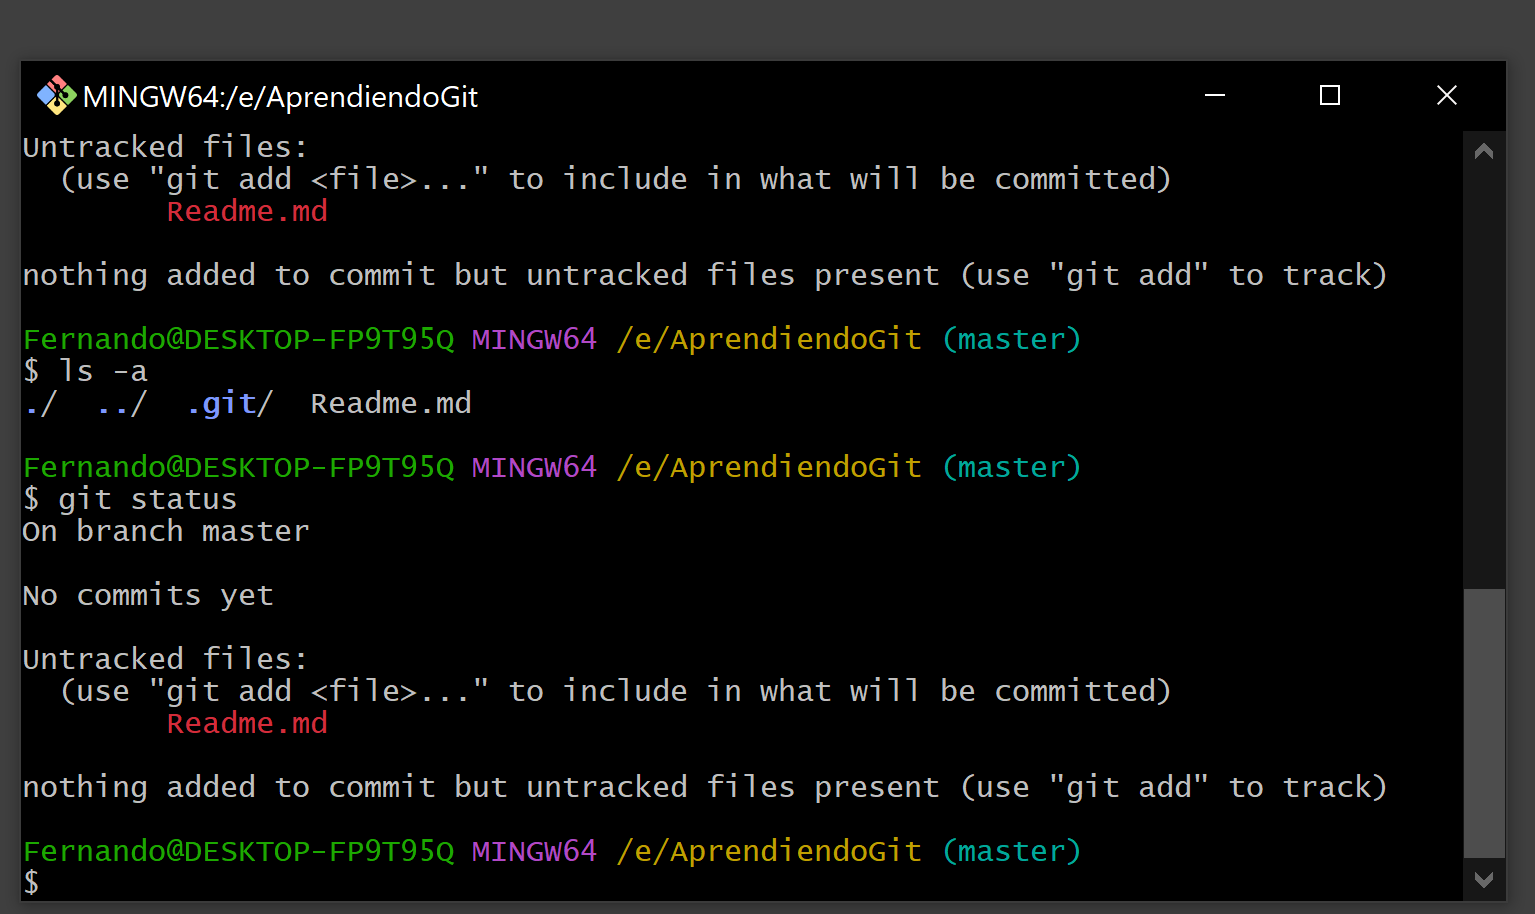 MINGW64:/e/AprendiendoGit
Untracked files:
  (use "git add <file>..." to include in what will be committed)
        Readme.md

nothing added to commit but untracked files present (use "git add" to track)

Fernando@DESKTOP-FP9T95Q MINGW64 /e/AprendiendoGit (master)
$ ls -a
./  ../  .git/  Readme.md

Fernando@DESKTOP-FP9T95Q MINGW64 /e/AprendiendoGit (master)
$ git status
On branch master

No commits yet

Untracked files:
  (use "git add <file>..." to include in what will be committed)
        Readme.md

nothing added to commit but untracked files present (use "git add" to track)

Fernando@DESKTOP-FP9T95Q MINGW64 /e/AprendiendoGit (master)
$